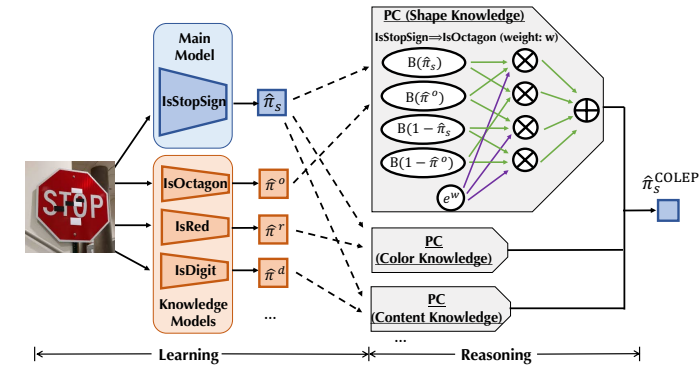 Main
Model
IsStopSign
π̂ₛ
STOP
IsOctagon
π̂ᵒ
IsRed
π̂ʳ
IsDigit
π̂ᵈ
Knowledge
Models
...
PC (Shape Knowledge)
IsStopSign⟹IsOctagon (weight: w)
B(π̂ₛ)
B(π̂ᵒ)
B(1 − π̂ₛ
B(1 − π̂ᵒ)
eʷ
PC
(Color Knowledge)
PC
(Content Knowledge)
...
π̂ₛCOLEP
Learning
Reasoning